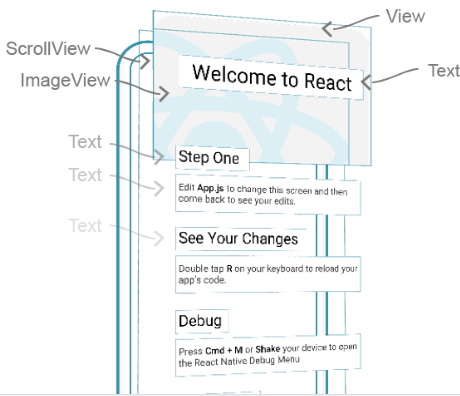 View
ScrollView
ImageView
Welcome to React
Text
Text
Step One
Text
Edit App.js to change this screen and then
come back to see your edits.
Text
See Your Changes
Double tap R on your keyboard to reload your
app's code.
Debug
Press Cmd + M or Shake your device to open
the React Native Debug Menu